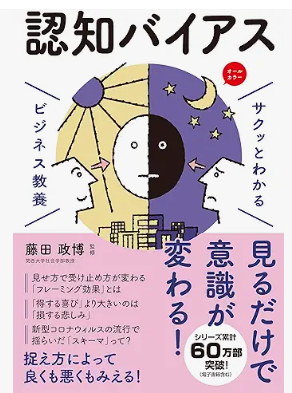 認知バイアス
オールカラー
サクッとわかる
ビジネス教養
藤田 政博 監修
関西大学社会学部教授
見るだけで
意識が
変わる！
シリーズ累計
60万部
突破！
（電子書籍含む）
見せ方で受け止め方が変わる
「フレーミング効果」とは
「得する喜び」より大きいのは
「損する悲しみ」
新型コロナウィルスの流行で
揺らいだ「スキーマ」って？
捉え方によって
良くも悪くもみえる！